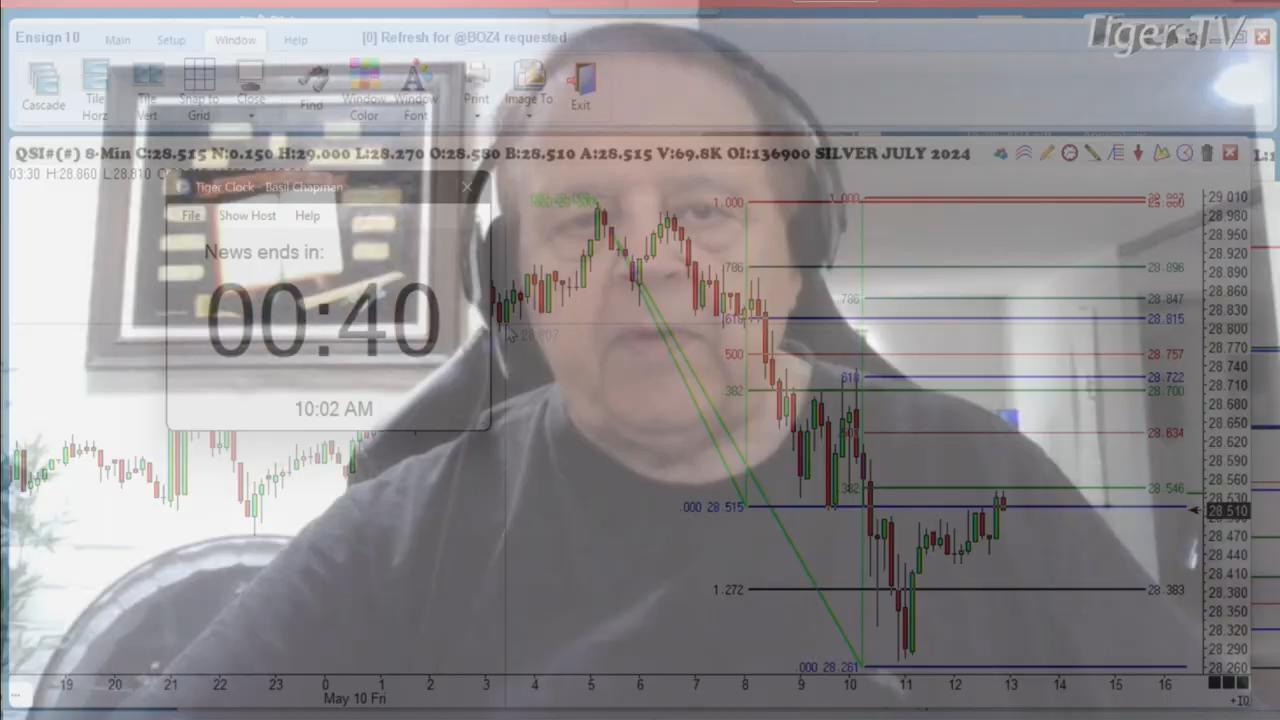 Tiger TV
Ensign 10
Main
Setup
Window
Help
[0] Refresh for @BOZ4 requested
Cascade
Tile Horz
Tile Vert
Snap to Grid
Close
Find
Window Color
Window Font
Print
Image To
Exit
QSI#(#) 8-Min C:28.515 N:0.150 H:29.000 L:28.270 O:28.580 B:28.510 A:28.515 V:69.8K OI:136900 SILVER JULY 2024
03:30 H:28.860 L:28.810
Tiger Clock - Basil Chapman
File
Show Host
Help
News ends in:
00:40
10:02 AM
1.000
1.000
28.896
28.847
28.815
28.757
28.722
28.700
28.634
28.546
28.383
.786
.786
.618
.500
.382
.618
.382
.000 28.515
1.272
.000 28.261
29.010
28.980
28.950
28.920
28.890
28.860
28.830
28.800
28.770
28.740
28.710
28.680
28.650
28.620
28.590
28.560
28.530
28.510
28.470
28.440
28.410
28.380
28.350
28.320
28.290
28.260
19 20 21 22 23 0 1 2 3 4 5 6 7 8 9 10 11 12 13 14 15 16
May 10 Fri